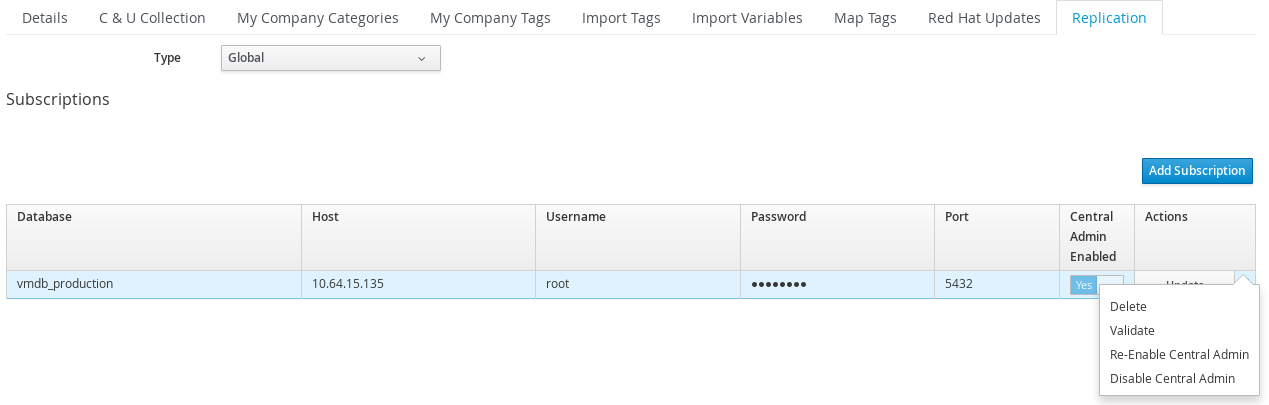 Details C & U Collection My Company Categories My Company Tags Import Tags Import Variables Map Tags Red Hat Updates Replication
Type Global
Subscriptions
Add Subscription
Database Host Username Password Port Central Admin Enabled Actions
vmdb_production 10.64.15.135 root ●●●●●●●● 5432 Yes Update
Delete
Validate
Re-Enable Central Admin
Disable Central Admin